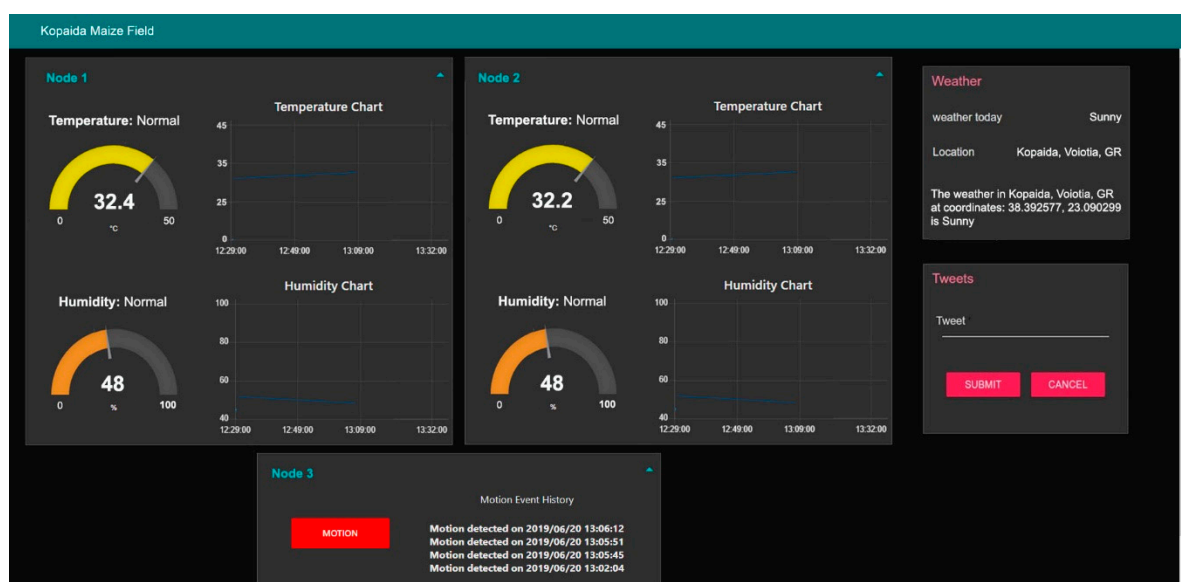 Kopaida Maize Field
Node 1
Temperature: Normal
32.4
0
50
°C
Temperature Chart
45
35
25
0
12:29:00 12:49:00 13:09:00 13:32:00
Humidity: Normal
48
0
%
100
Humidity Chart
100
80
60
40
12:29:00 12:49:00 13:09:00 13:32:00
Node 2
Temperature: Normal
32.2
0
50
°C
Temperature Chart
45
35
25
0
12:29:00 12:49:00 13:09:00 13:32:00
Humidity: Normal
48
0
%
100
Humidity Chart
100
80
60
40
12:29:00 12:49:00 13:09:00 13:32:00
Weather
weather today Sunny
Location Kopaida, Voiotia, GR
The weather in Kopaida, Voiotia, GR
at coordinates: 38.392577, 23.090299
is Sunny
Tweets
Tweet
SUBMIT CANCEL
Node 3
MOTION
Motion Event History
Motion detected on 2019/06/20 13:06:12
Motion detected on 2019/06/20 13:05:51
Motion detected on 2019/06/20 13:05:45
Motion detected on 2019/06/20 13:02:04